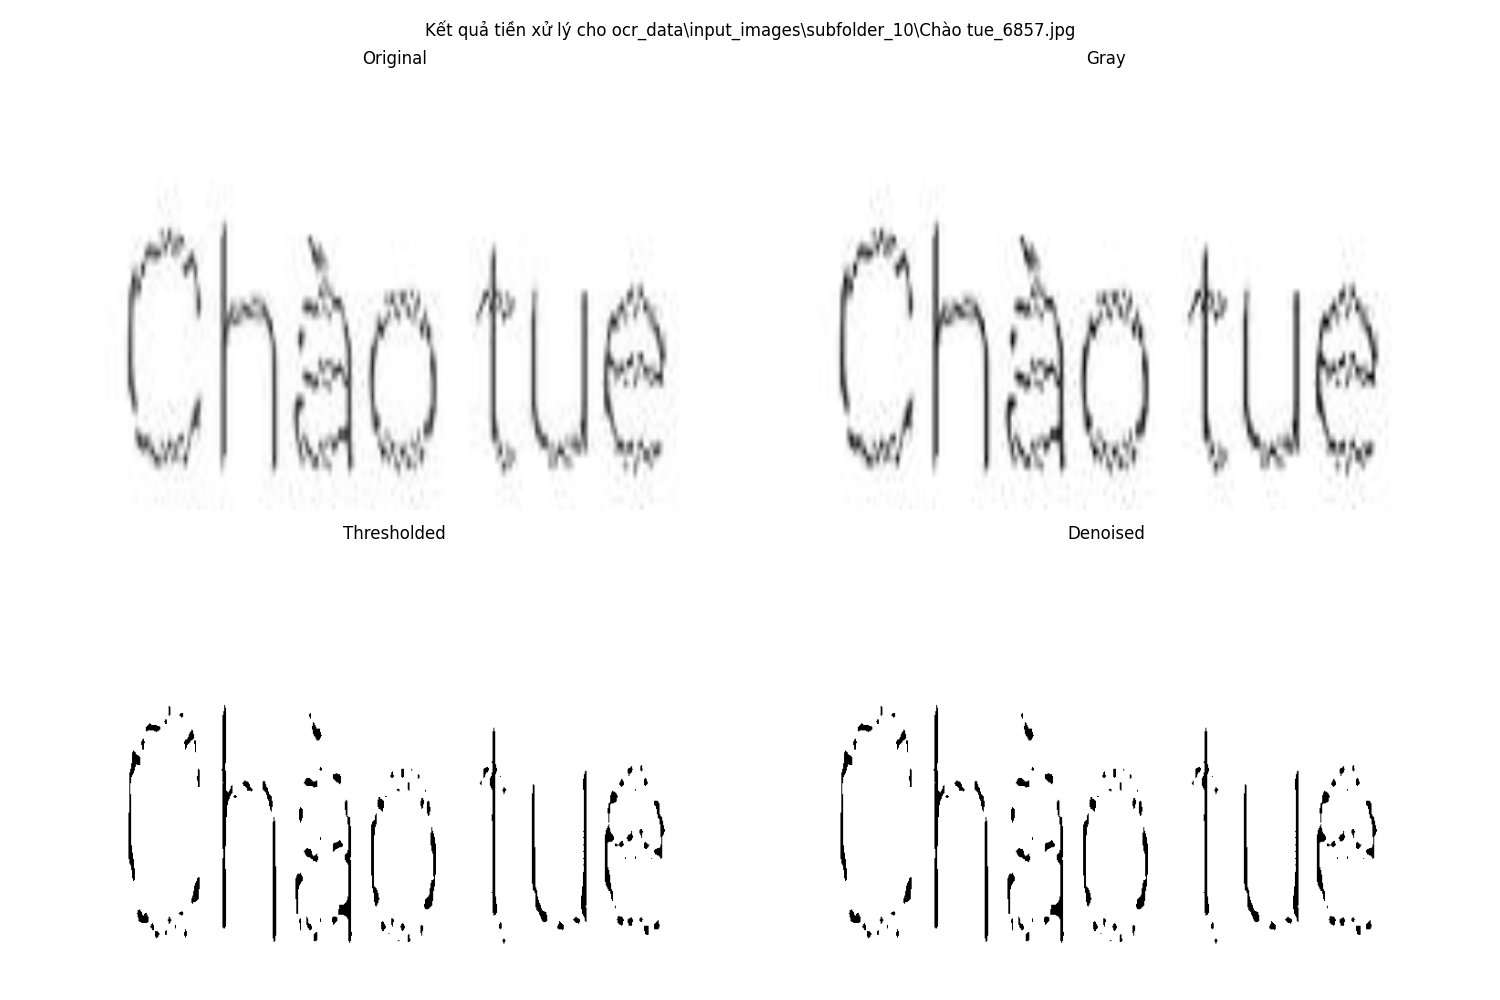 Kết quả tiền xử lý cho ocr_data\input_images\subfolder_10\Chào tue_6857.jpg
Original
Gray
Chào tue
Chào tue
Thresholded
Denoised
Chào tue
Chào tue